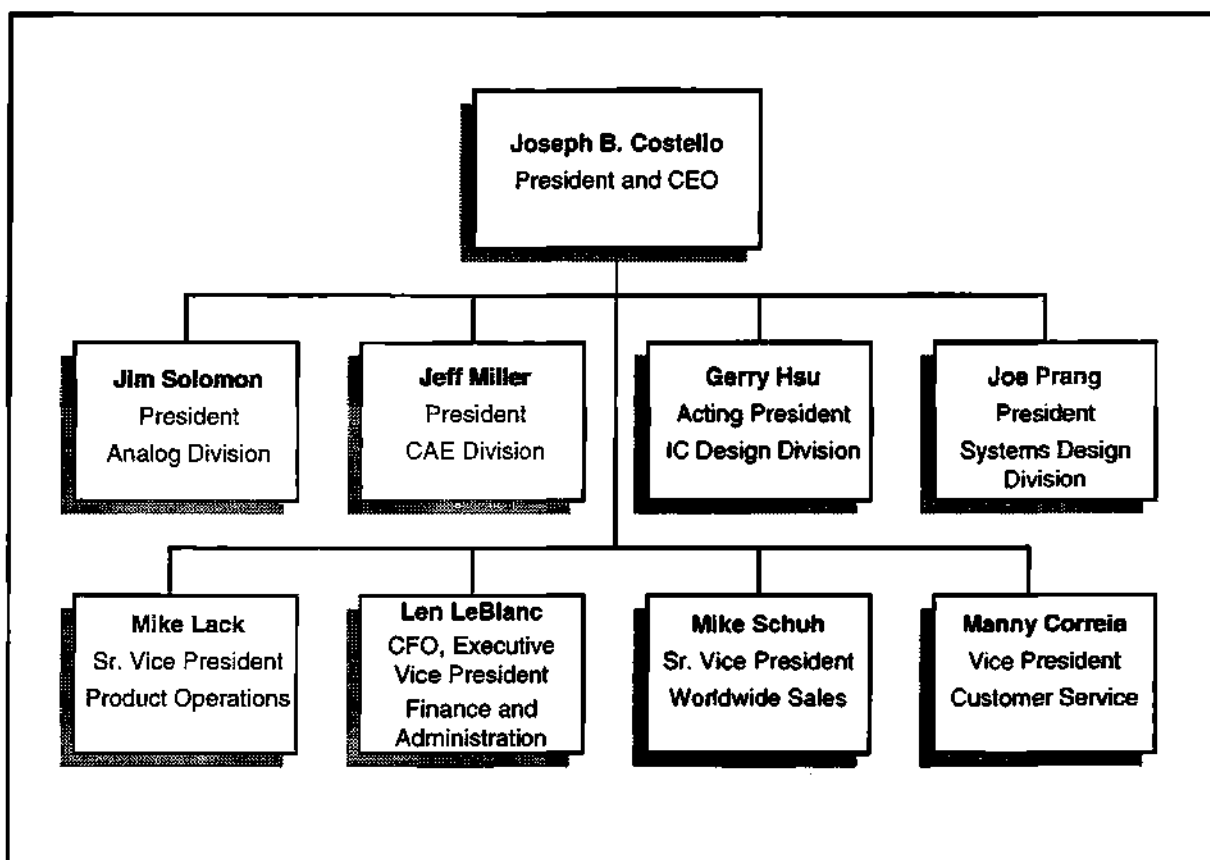 Joseph B. Costello
President and CEO
Jim Solomon
President
Analog Division
Jeff Miller
President
CAE Division
Gerry Hsu
Acting President
IC Design Division
Joe Prang
President
Systems Design
Division
Mike Lack
Sr. Vice President
Product Operations
Len LeBlanc
CFO, Executive
Vice President
Finance and
Administration
Mike Schuh
Sr. Vice President
Worldwide Sales
Manny Correia
Vice President
Customer Service